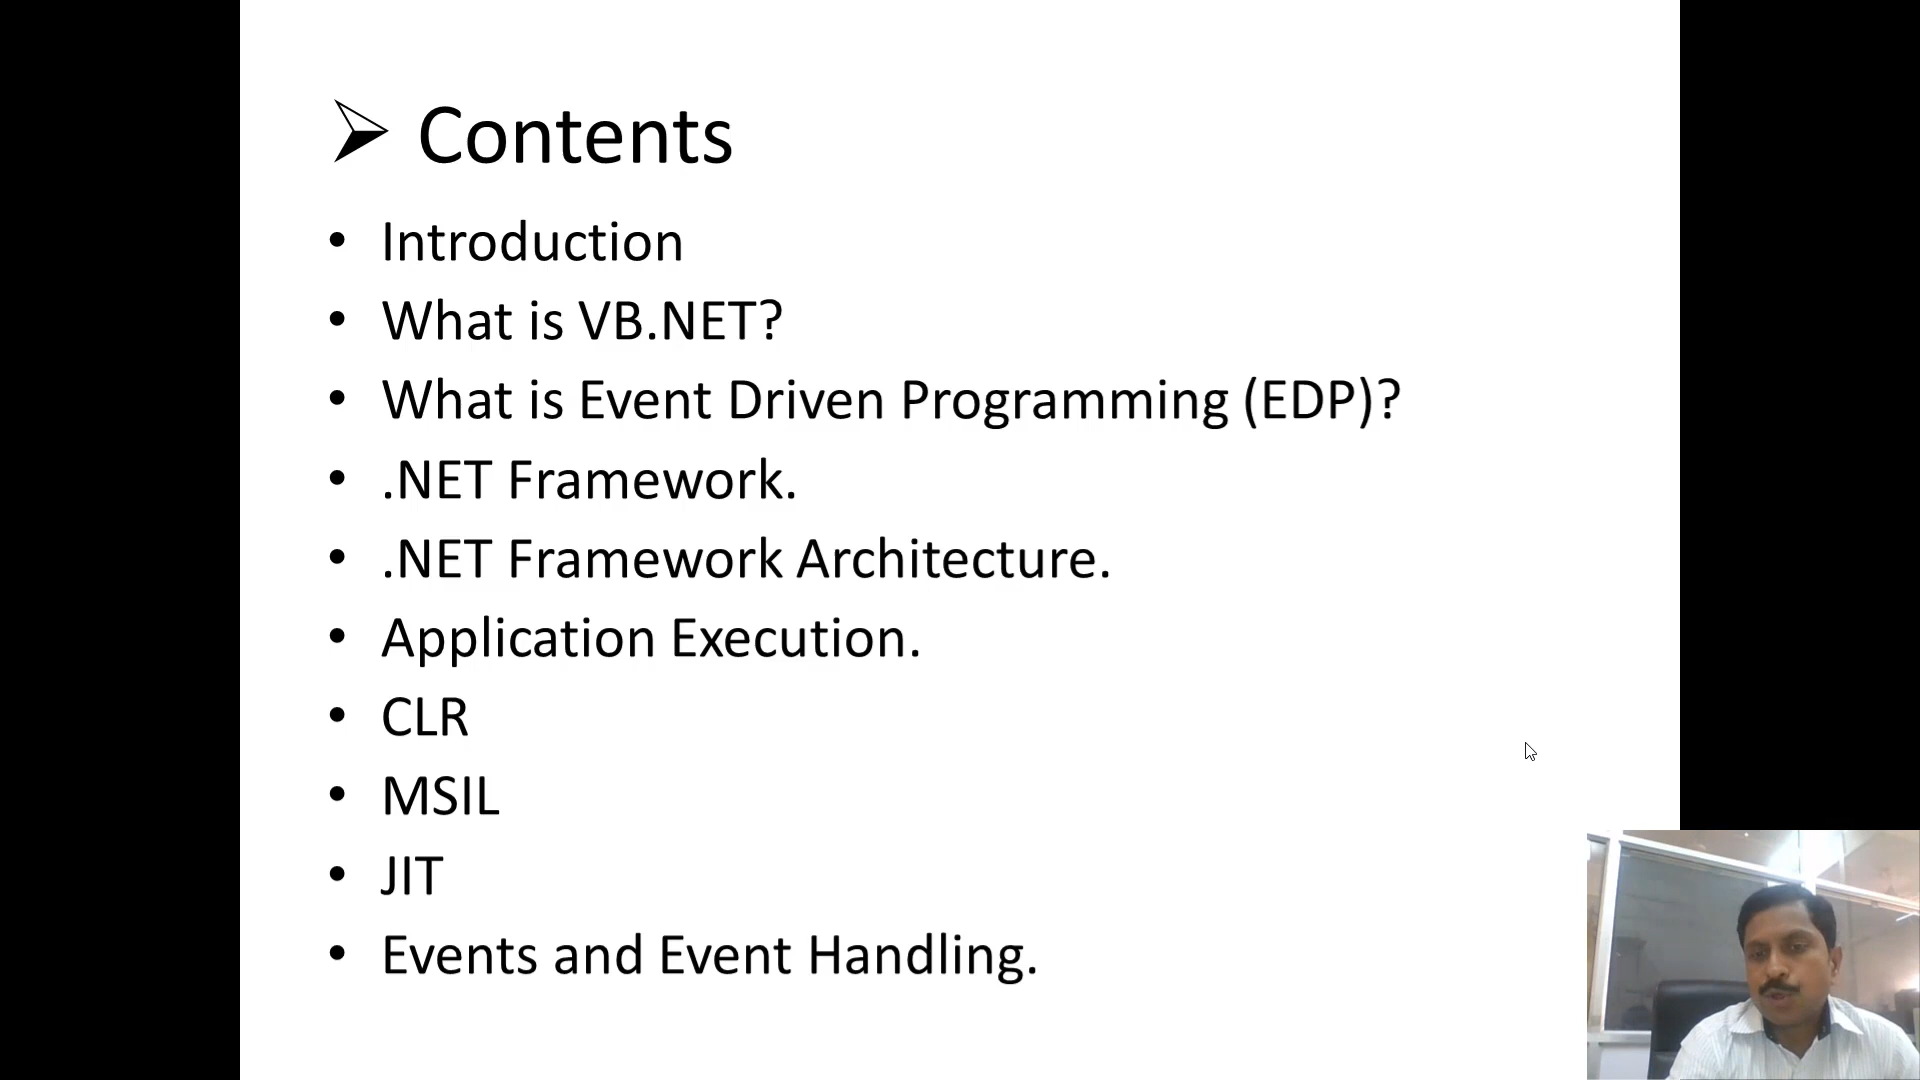 Contents
• Introduction
• What is VB.NET?
• What is Event Driven Programming (EDP)?
• .NET Framework.
• .NET Framework Architecture.
• Application Execution.
• CLR
• MSIL
• JIT
• Events and Event Handling.